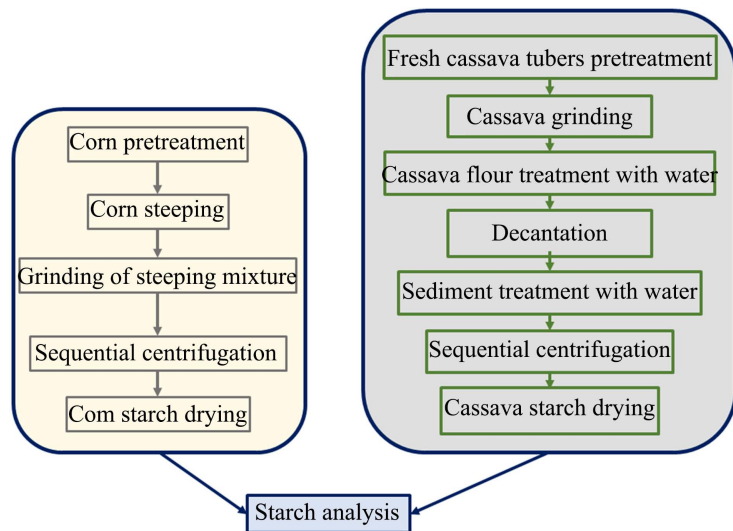 Corn pretreatment
Corn steeping
Grinding of steeping mixture
Sequential centrifugation
Com starch drying
Fresh cassava tubers pretreatment
Cassava grinding
Cassava flour treatment with water
Decantation
Sediment treatment with water
Sequential centrifugation
Cassava starch drying
Starch analysis